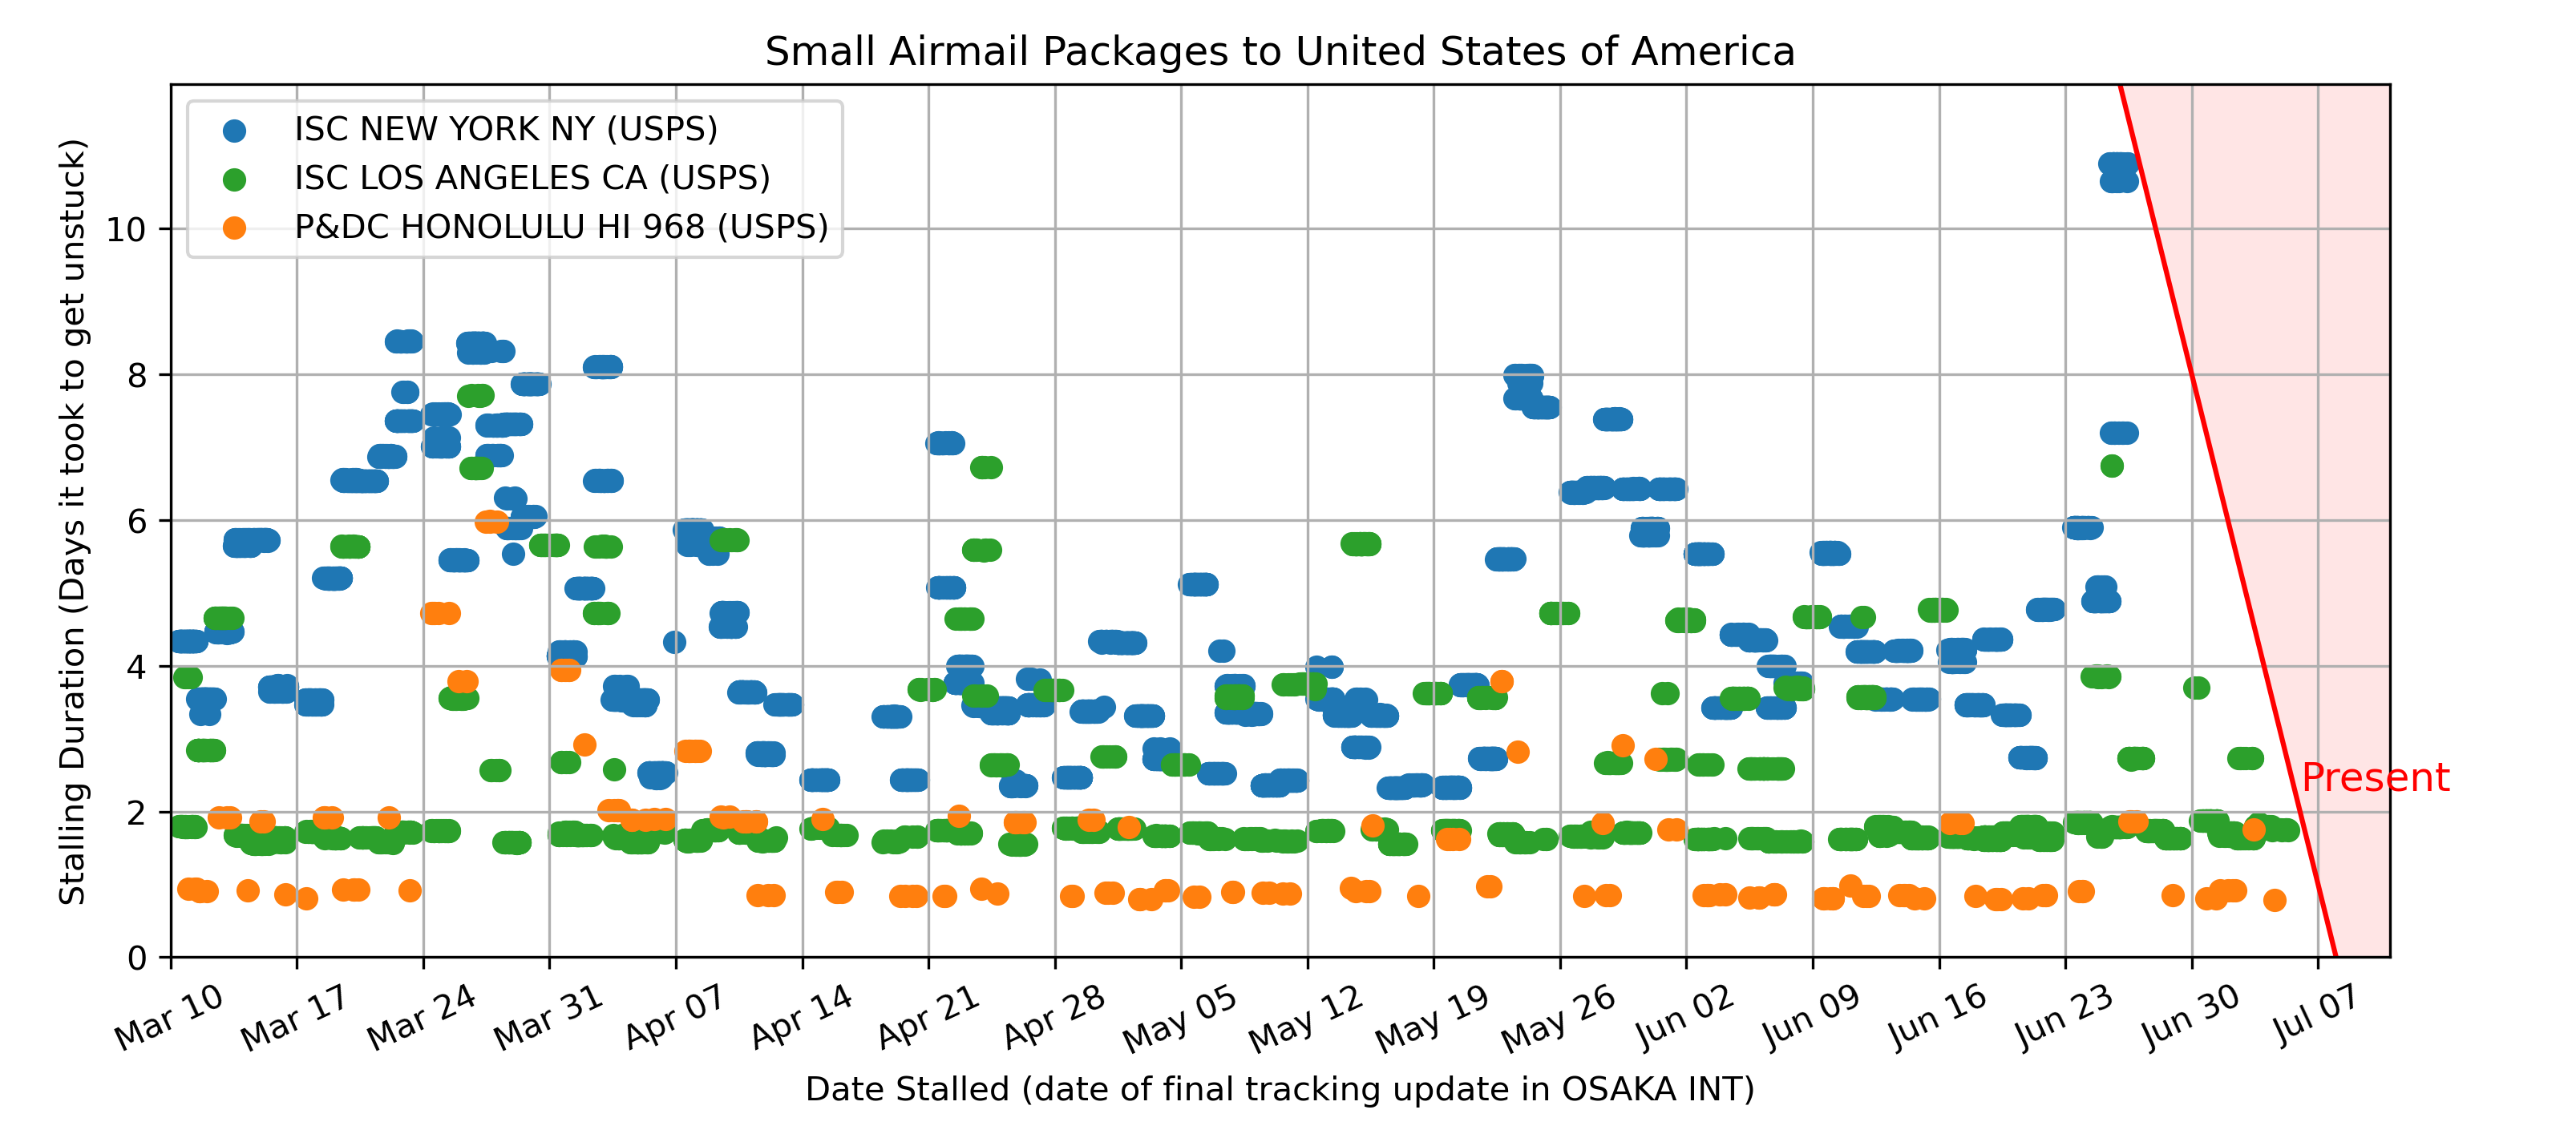 Small Airmail Packages to United States of America
ISC NEW YORK NY (USPS)
ISC LOS ANGELES CA (USPS)
P&DC HONOLULU HI 968 (USPS)
Stalling Duration (Days it took to get unstuck)
10
8
6
4
2
0
Present
Mar 10
Mar 17
Mar 24
Mar 31
Apr 07
Apr 14
Apr 21
Apr 28
May 05
May 12
May 19
May 26
Jun 02
Jun 09
Jun 16
Jun 23
Jun 30
Jul 07
Date Stalled (date of final tracking update in OSAKA INT)